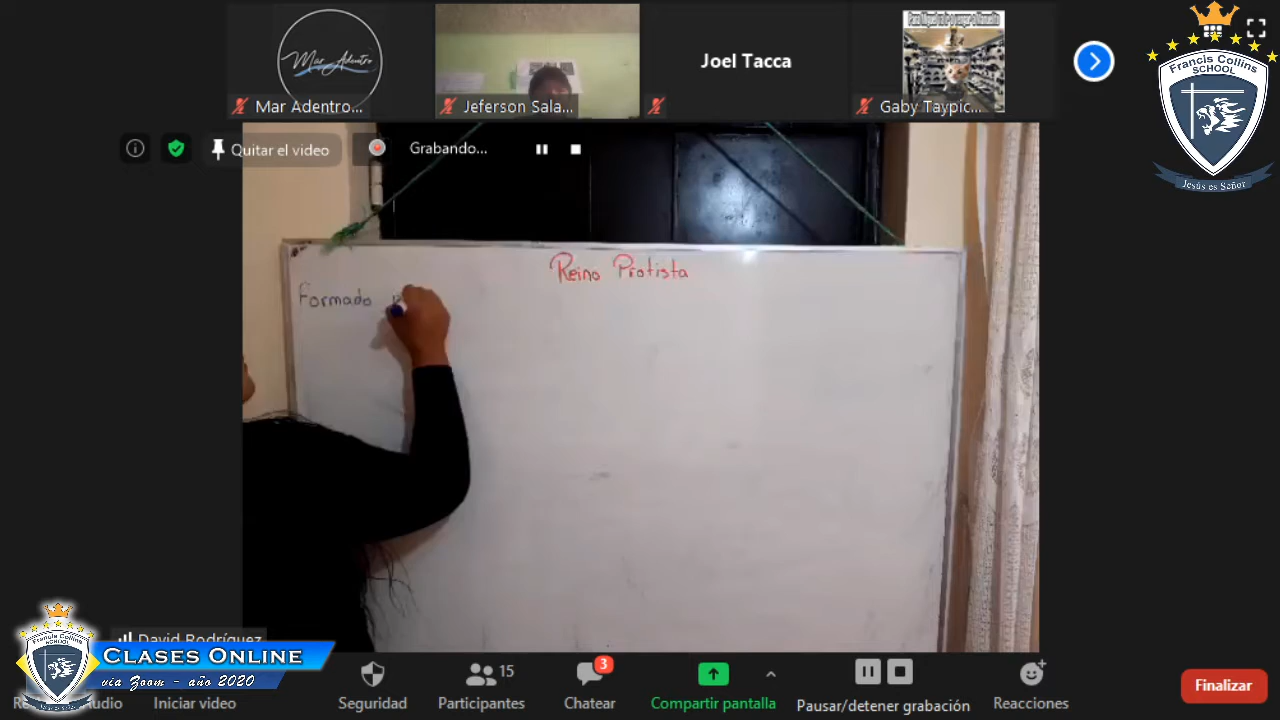 Mar Adentro
Mar Adentro...
Jeferson Sala...
Joel Tacca
Gaby Taypic...
Francis Collins
SCHOOL
Jesús es Señor
Quitar el video
Grabando...
Reino Protista
Formado
David Rodríguez
CLASES ONLINE
vía Zoom - año 2020
Iniciar video
Seguridad
15
Participantes
3
Chatear
Compartir pantalla
Pausar/detener grabación
Reacciones
Finalizar